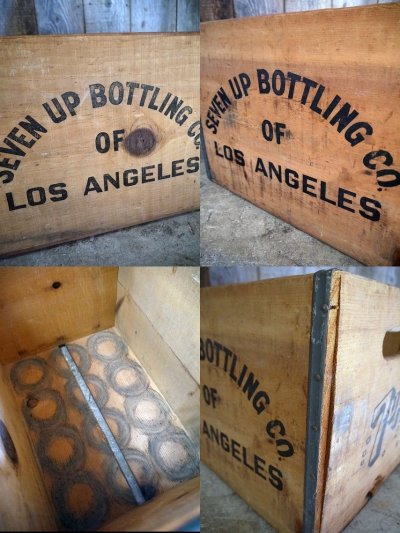 SEVEN UP BOTTLING CO.
OF
LOS ANGELES
SEVEN UP BOTTLING CO.
OF
LOS ANGELES
BOTTLING CO.
OF
ANGELES